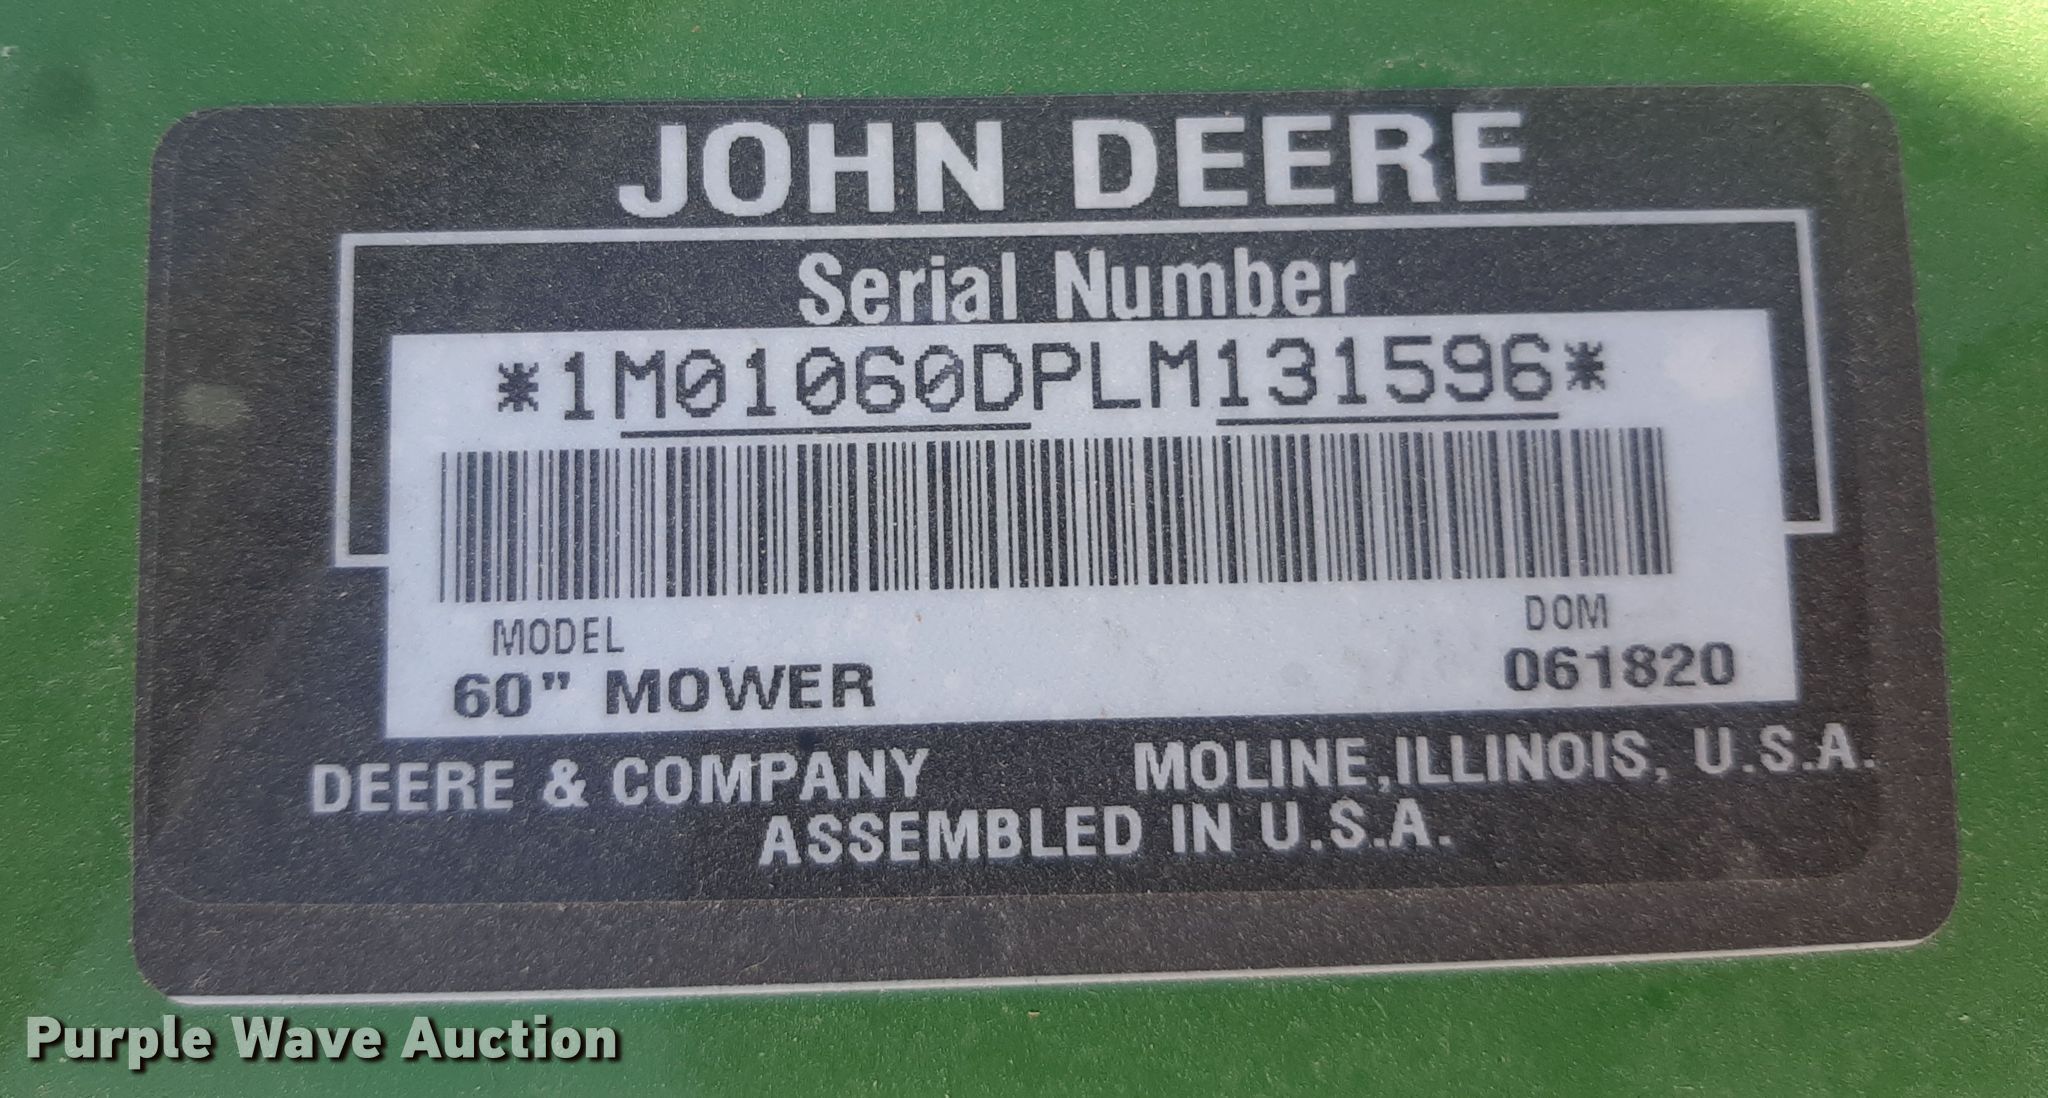 JOHN DEERE
Serial Number
*1M01060DPLM131596*
MODEL
DOM
60" MOWER
061820
DEERE & COMPANY MOLINE, ILLINOIS, U.S.A.
ASSEMBLED IN U.S.A.
Purple Wave Auction